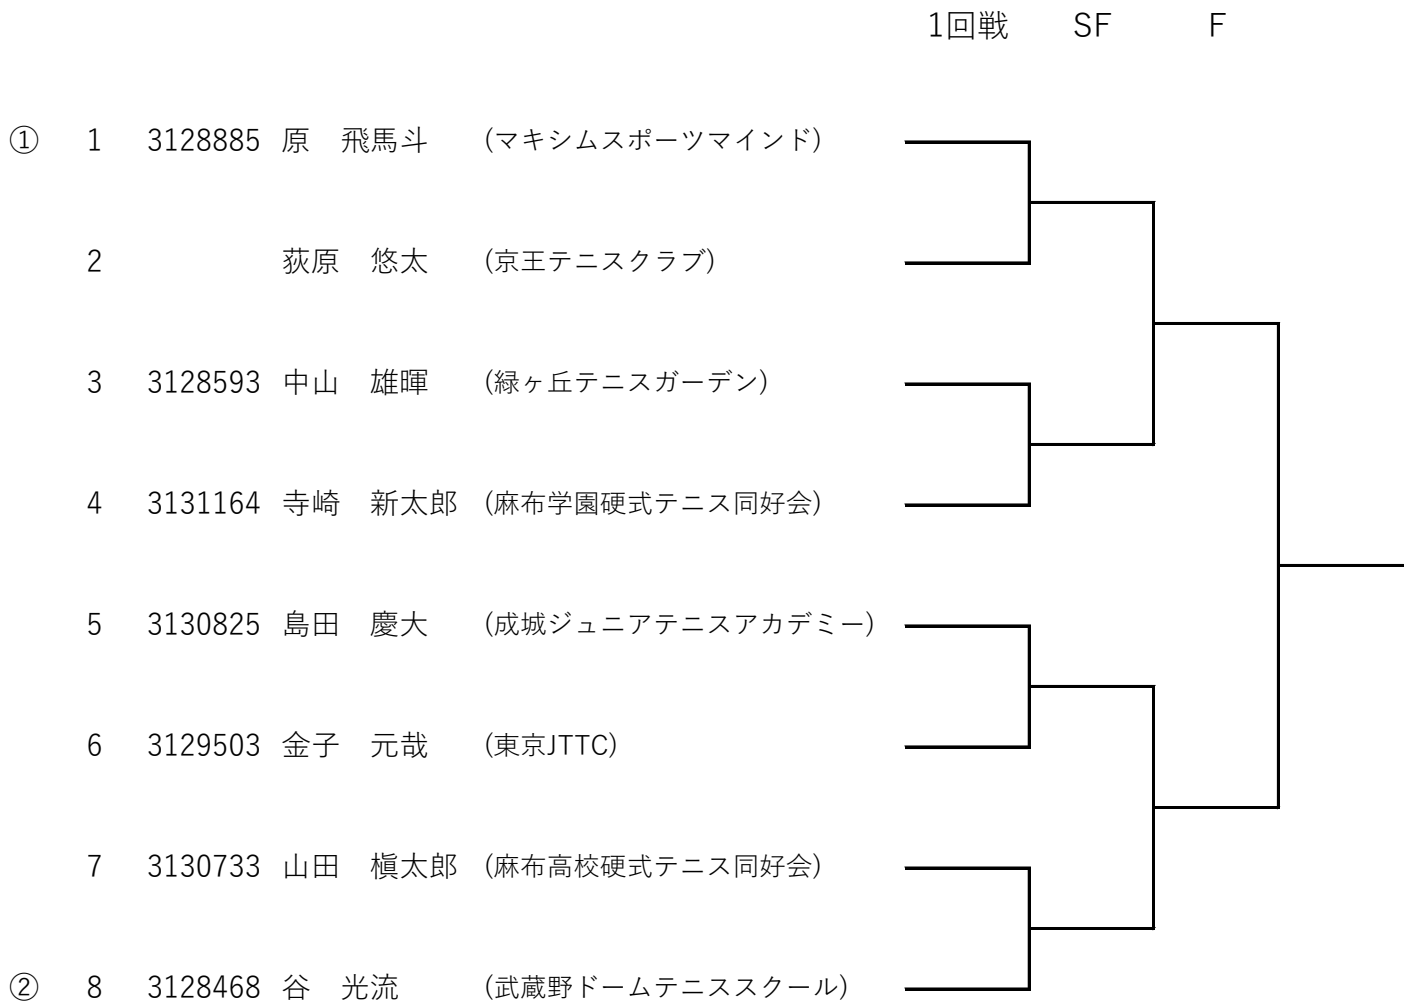 1回戦 SF F
① 1 3128885 原　飛馬斗 (マキシムスポーツマインド)
2 荻原　悠太 (京王テニスクラブ)
3 3128593 中山　雄暉 (緑ヶ丘テニスガーデン)
4 3131164 寺崎　新太郎 (麻布学園硬式テニス同好会)
5 3130825 島田　慶大 (成城ジュニアテニスアカデミー)
6 3129503 金子　元哉 (東京JTTC)
7 3130733 山田　槇太郎 (麻布高校硬式テニス同好会)
② 8 3128468 谷　光流 (武蔵野ドームテニススクール)